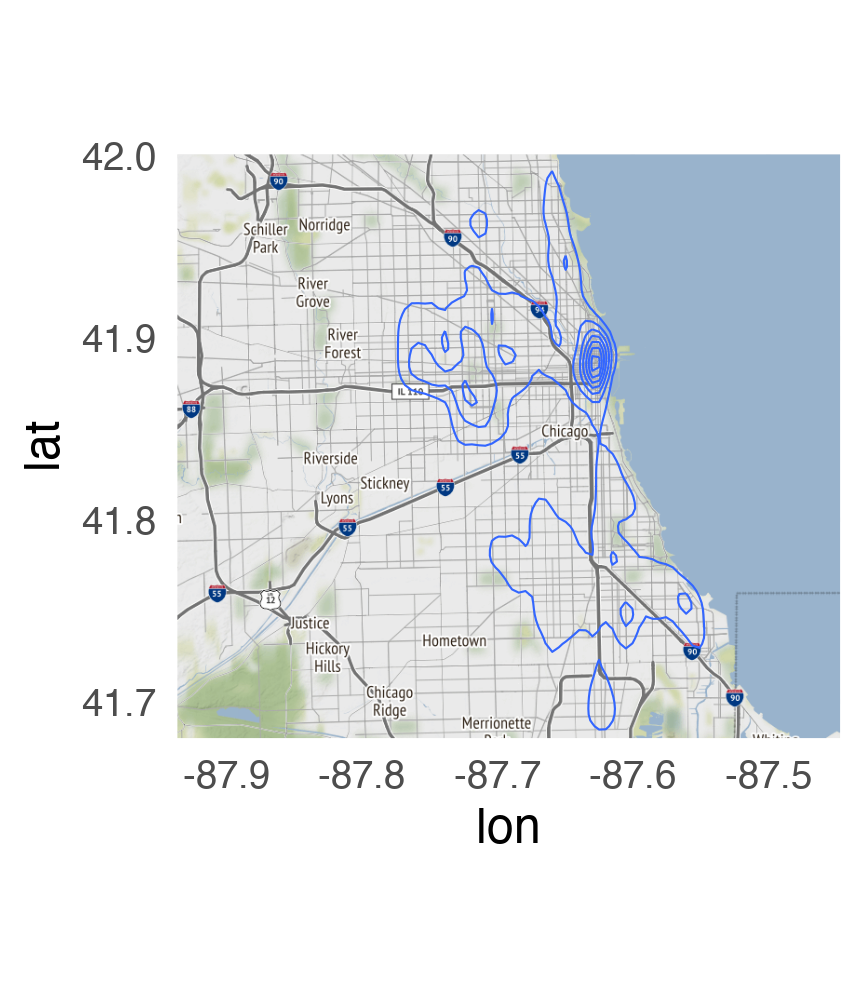 42.0
90
Norridge
Schiller
Park
90
River
Grove
94
41.9
River
Forest
IL 110
88
lat
Chicago
55
Riverside
Stickney
55
Lyons
41.8
55
55
12
Justice
Hometown
Hickory
Hills
90
41.7
Chicago
Ridge
90
Merrionette
-87.9 -87.8 -87.7 -87.6 -87.5
lon